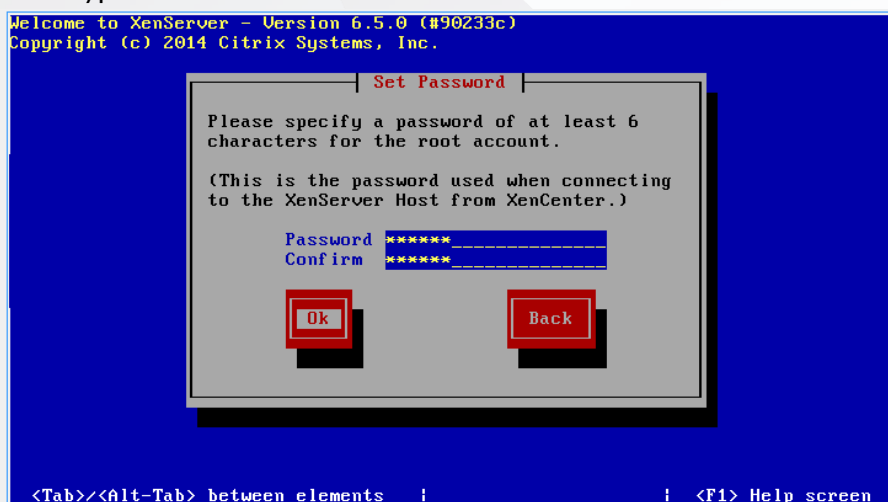 Welcome to XenServer - Version 6.5.0 (#90233c)
Copyright (c) 2014 Citrix Systems, Inc.
Set Password
Please specify a password of at least 6
characters for the root account.
(This is the password used when connecting
to the XenServer Host from XenCenter.)
Password ******______________
Confirm ******______________
Ok Back
<Tab>/<Alt-Tab> between elements | | <F1> Help screen